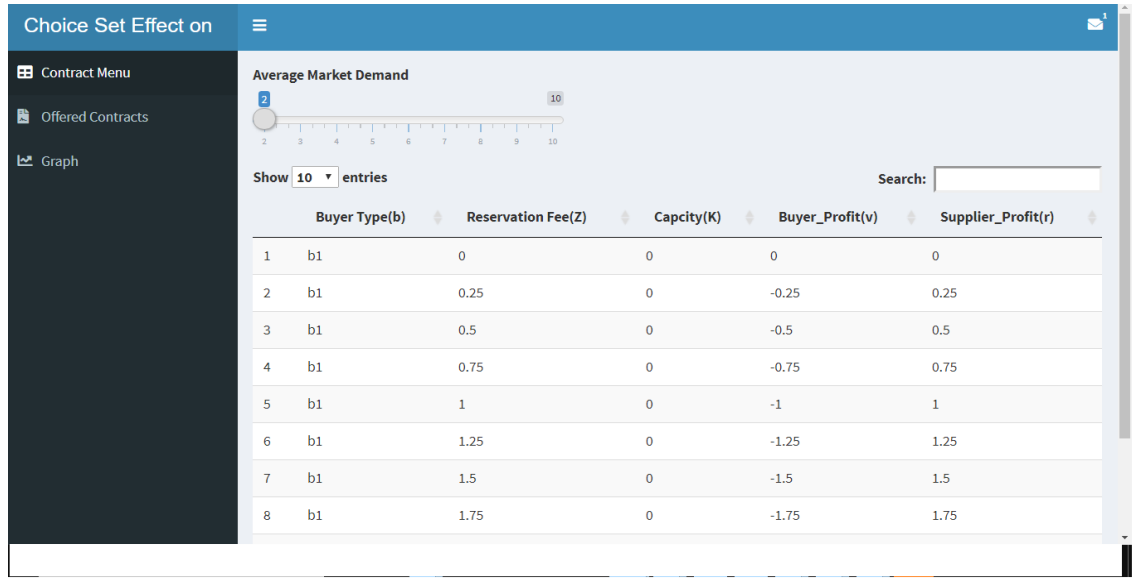 Choice Set Effect on
1
Contract Menu
Offered Contracts
Graph
Average Market Demand
2 10
2 3 4 5 6 7 8 9 10
Show 10 entries
Search:
Buyer Type(b) Reservation Fee(Z) Capcity(K) Buyer_Profit(v) Supplier_Profit(r)
1 b1 0 0 0 0
2 b1 0.25 0 -0.25 0.25
3 b1 0.5 0 -0.5 0.5
4 b1 0.75 0 -0.75 0.75
5 b1 1 0 -1 1
6 b1 1.25 0 -1.25 1.25
7 b1 1.5 0 -1.5 1.5
8 b1 1.75 0 -1.75 1.75